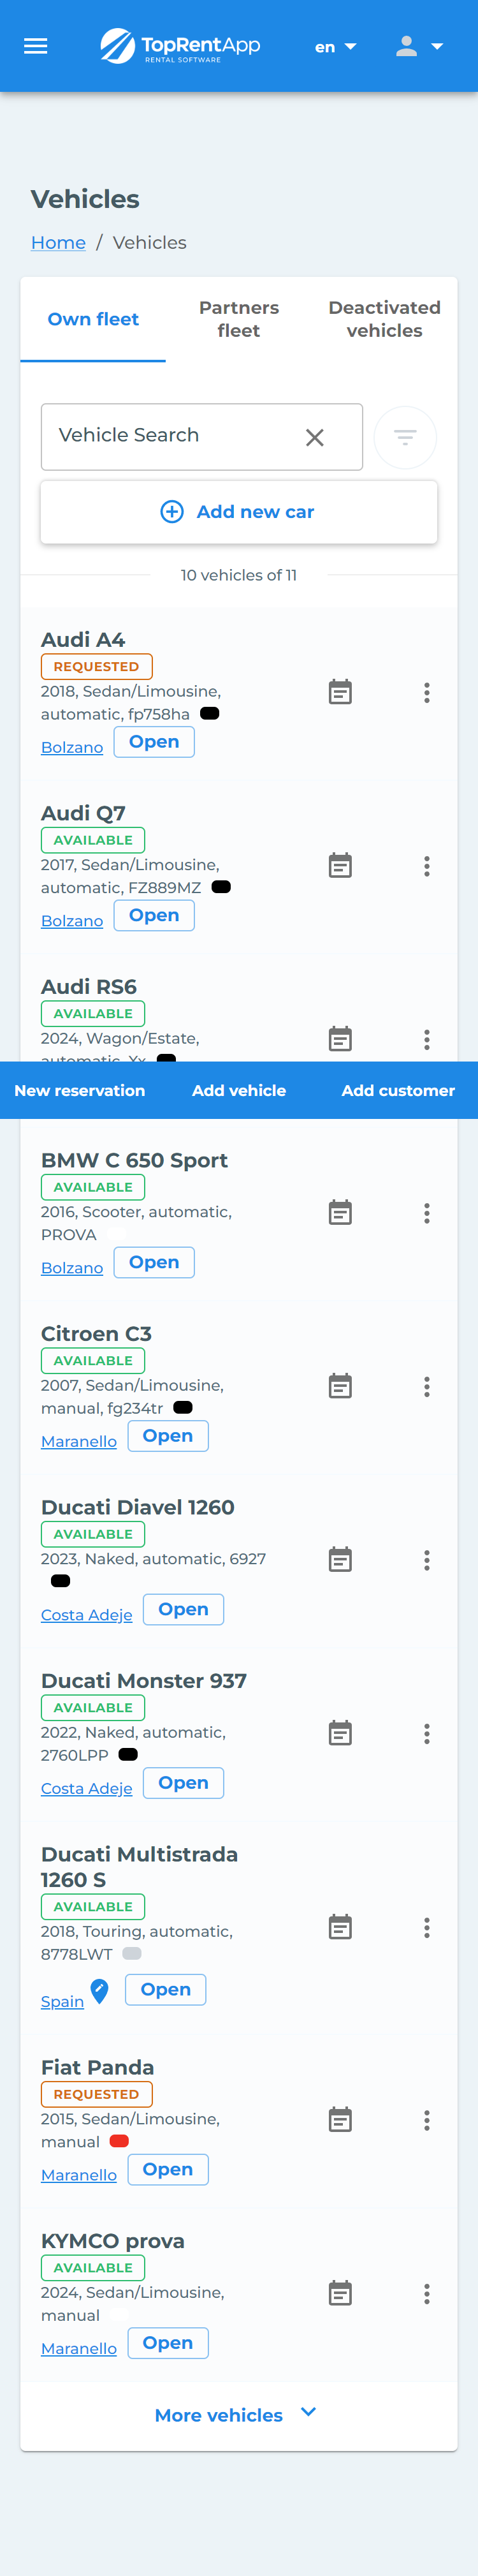 TopRentApp
RENTAL SOFTWARE
en
Vehicles
Home / Vehicles
Own fleet
Partners
fleet
Deactivated
vehicles
Vehicle Search
Add new car
10 vehicles of 11
Audi A4
REQUESTED
2018, Sedan/Limousine,
automatic, fp758ha
Bolzano Open
Audi Q7
AVAILABLE
2017, Sedan/Limousine,
automatic, FZ889MZ
Bolzano Open
Audi RS6
AVAILABLE
2024, Wagon/Estate,
automatic, Xx
New reservation Add vehicle Add customer
BMW C 650 Sport
AVAILABLE
2016, Scooter, automatic,
PROVA
Bolzano Open
Citroen C3
AVAILABLE
2007, Sedan/Limousine,
manual, fg234tr
Maranello Open
Ducati Diavel 1260
AVAILABLE
2023, Naked, automatic, 6927
Costa Adeje Open
Ducati Monster 937
AVAILABLE
2022, Naked, automatic,
2760LPP
Costa Adeje Open
Ducati Multistrada
1260 S
AVAILABLE
2018, Touring, automatic,
8778LWT
Spain Open
Fiat Panda
REQUESTED
2015, Sedan/Limousine,
manual
Maranello Open
KYMCO prova
AVAILABLE
2024, Sedan/Limousine,
manual
Maranello Open
More vehicles